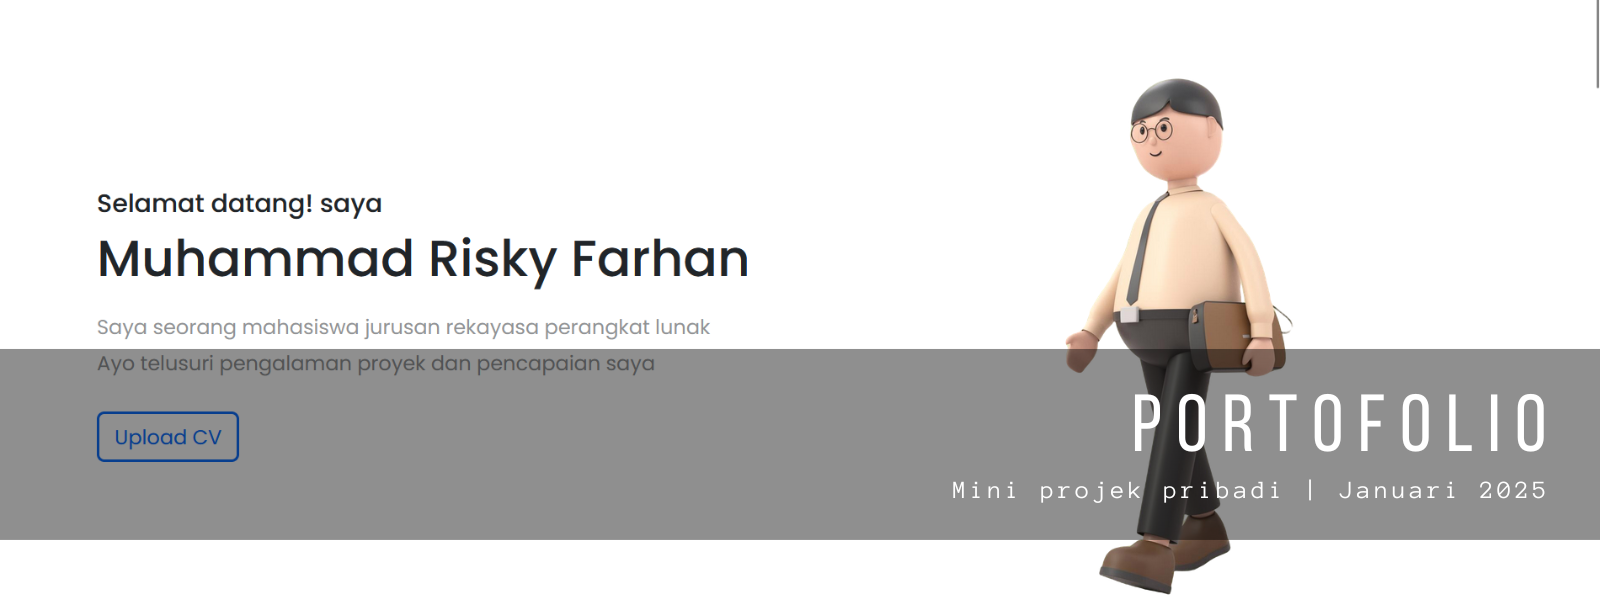 Selamat datang! saya
Muhammad Risky Farhan
Saya seorang mahasiswa jurusan rekayasa perangkat lunak
Ayo telusuri pengalaman proyek dan pencapaian saya
Upload CV
PORTOFOLIO
Mini projek pribadi | Januari 2025